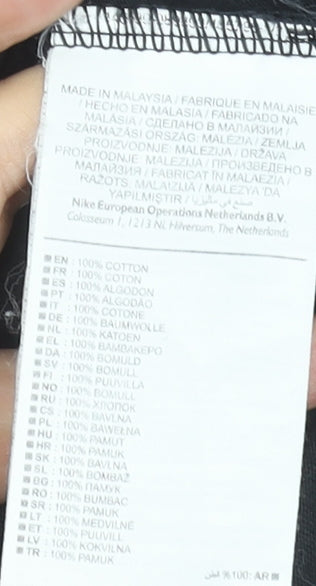 MADE IN MALAYSIA / FABRIQUE EN MALAISIE
/ HECHO EN MALASIA / FABRICADO NA
MALÁSIA / СДЕЛАНО В МАЛАЙЗИИ /
SZÁRMAZÁSI ORSZÁG: MALÉZIA / ZEMLJA
PROIZVODNJE: MALEZIJA / DRŽAVA
PROIZVODNJE: MALEZIJA / ПРОИЗВЕДЕНО В
МАЛАЙЗИЯ / FABRICAT ÎN MALAEZIA /
RAŽOTS: MALAIZIJA / MALEZYA'DA
YAPILMIŞTIR / صنع في ماليزيا
Nike European Operations Netherlands B.V.
Colosseum 1, 1213 NL Hilversum, The Netherlands
EN : 100% COTTON
FR : 100% COTON
ES : 100% ALGODON
PT : 100% ALGODÃO
IT : 100% COTONE
DE : 100% BAUMWOLLE
NL : 100% KATOEN
EL : 100% ΒΑΜΒΑΚΕΡΟ
DA : 100% BOMULD
SV : 100% BOMULL
FI : 100% PUUVILLA
NO : 100% BOMULL
RU : 100% ХЛОПОК
CS : 100% BAVLNA
PL : 100% BAWEŁNA
HU : 100% PAMUT
HR : 100% PAMUK
SK : 100% BAVLNA
SL : 100% BOMBAŽ
BG : 100% ПАМУК
RO : 100% BUMBAC
SR : 100% PAMUK
LT : 100% MEDVILNĖ
ET : 100% PUUVILL
LV : 100% KOKVILNA
TR : 100% PAMUK
AR :100% قطن